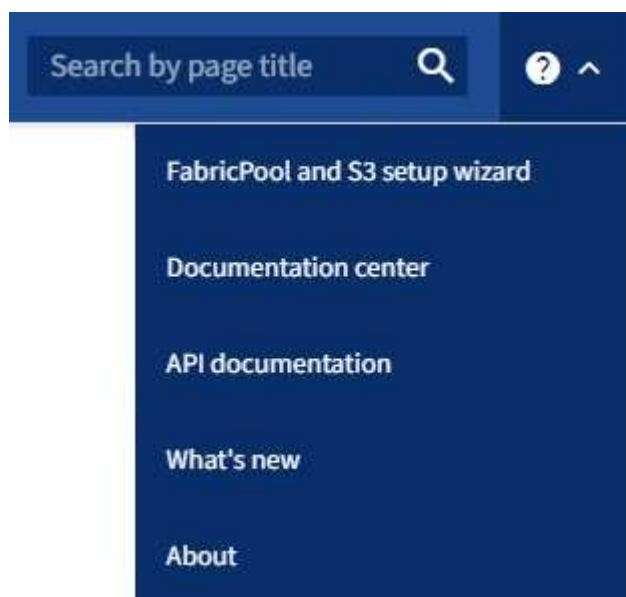 Search by page title
FabricPool and S3 setup wizard
Documentation center
API documentation
What's new
About